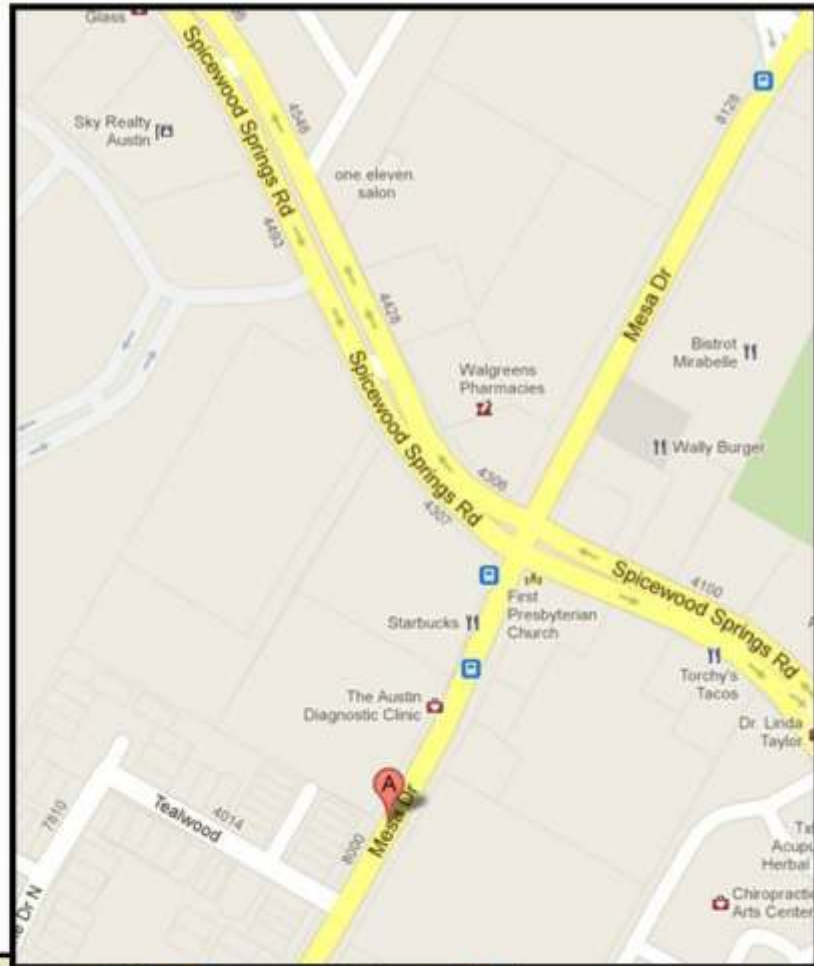 Glass
Spicewood Springs Rd
4546
8128
Sky Realty
Austin
one eleven
salon
4493
4428
Mesa Dr
Bistrot
Mirabelle
Walgreens
Pharmacies
Spicewood Springs Rd
Wally Burger
4306
4307
Spicewood Springs Rd
4100
First
Presbyterian
Church
Starbucks
Torchy's
Tacos
The Austin
Diagnostic Clinic
Dr. Linda
Taylor
A
Mesa Dr
8000
4014
Tealwood
7810
Dr N
Acupu
Herbal
Chiropractic
Arts Center